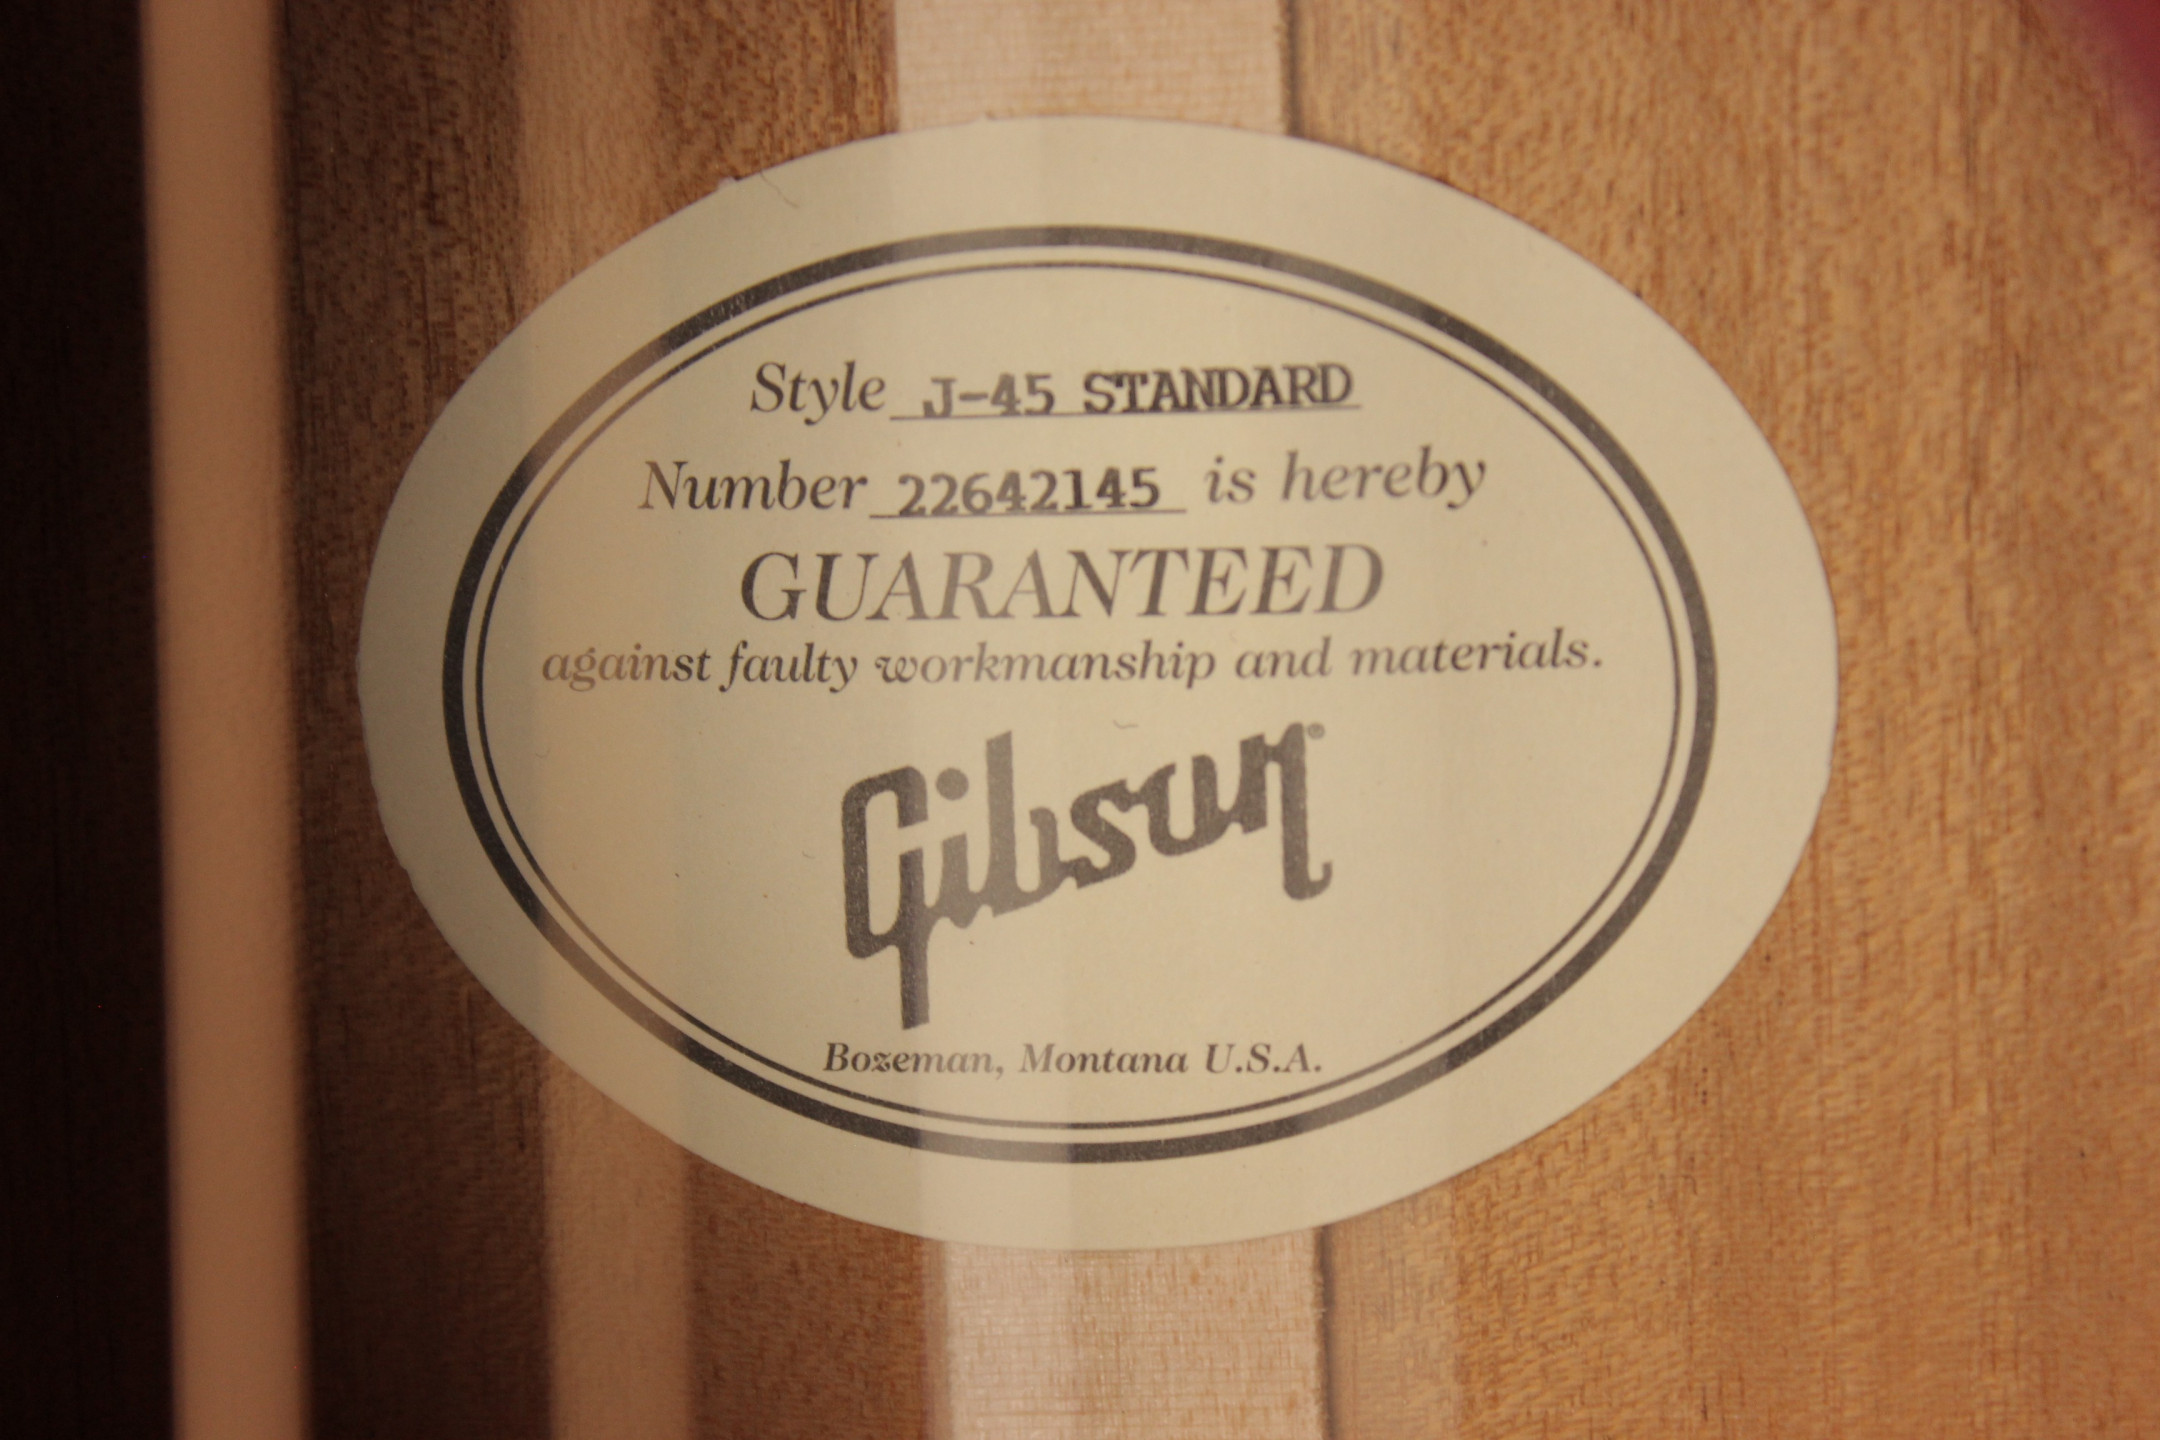 Style J-45 STANDARD
Number 22642145 is hereby
GUARANTEED
against faulty workmanship and materials.
Gibson®
Bozeman, Montana U.S.A.